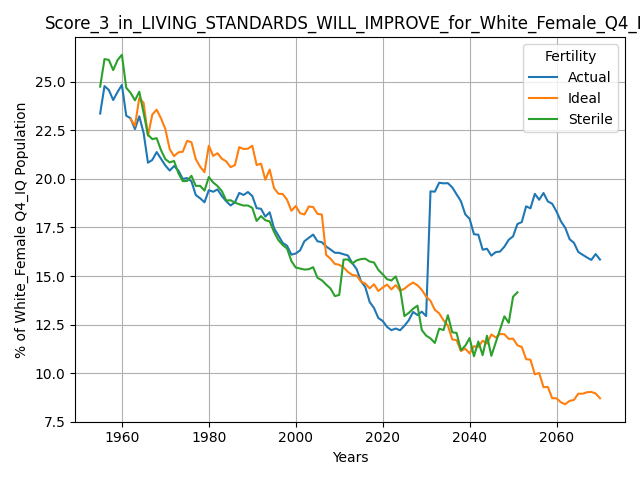 Score_3_in_LIVING_STANDARDS_WILL_IMPROVE_for_White_Female_Q4_I
Fertility
Actual
Ideal
Sterile
% of White_Female Q4_IQ Population
25.0
22.5
20.0
17.5
15.0
12.5
10.0
7.5
1960 1980 2000 2020 2040 2060
Years